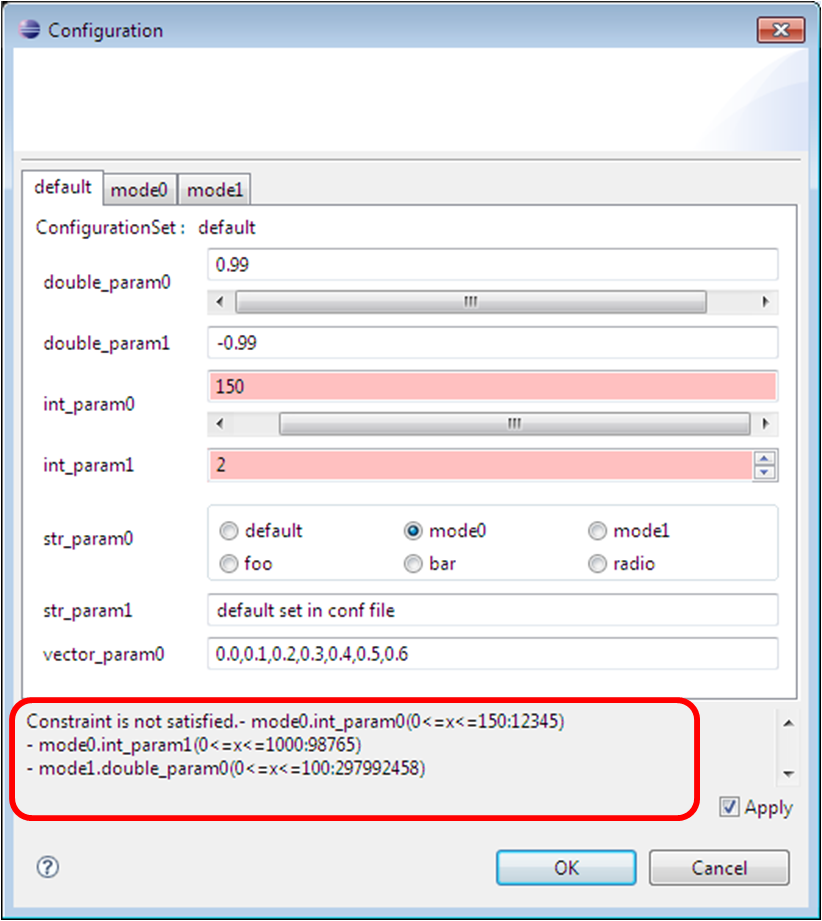 Configuration
default mode0 mode1
ConfigurationSet : default
double_param0 0.99
double_param1 -0.99
int_param0 150
int_param1 2
str_param0 default mode0 mode1
foo bar radio
str_param1 default set in conf file
vector_param0 0.0,0.1,0.2,0.3,0.4,0.5,0.6
Constraint is not satisfied.- mode0.int_param0(0<=x<=150:12345)
- mode0.int_param1(0<=x<=1000:98765)
- mode1.double_param0(0<=x<=100:297992458)
Apply
? OK Cancel